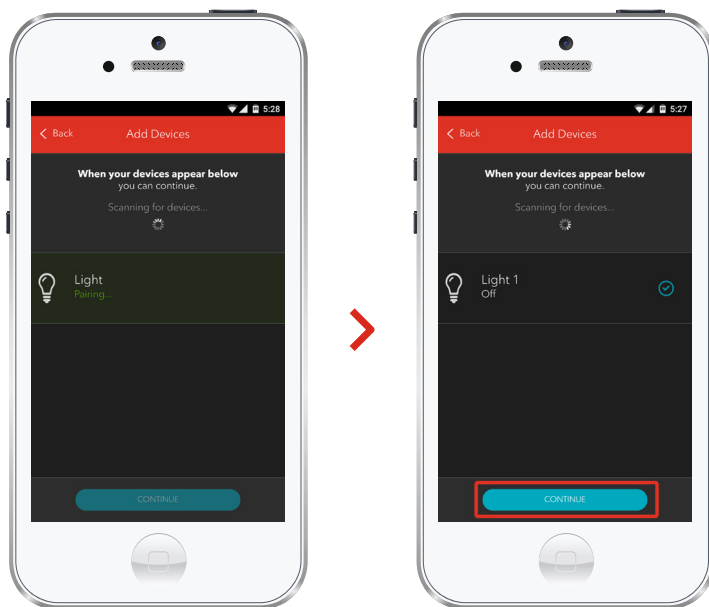 5:28
Back Add Devices
When your devices appear below
you can continue.
Scanning for devices...
Light
Pairing...
CONTINUE
5:27
Back Add Devices
When your devices appear below
you can continue.
Scanning for devices...
Light 1
Off
CONTINUE